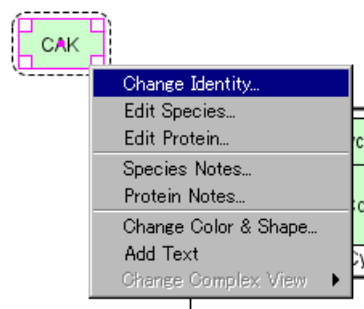 CAK
Change Identity...
Edit Species...
Edit Protein...
Species Notes...
Protein Notes...
Change Color & Shape...
Add Text
Change Complex View